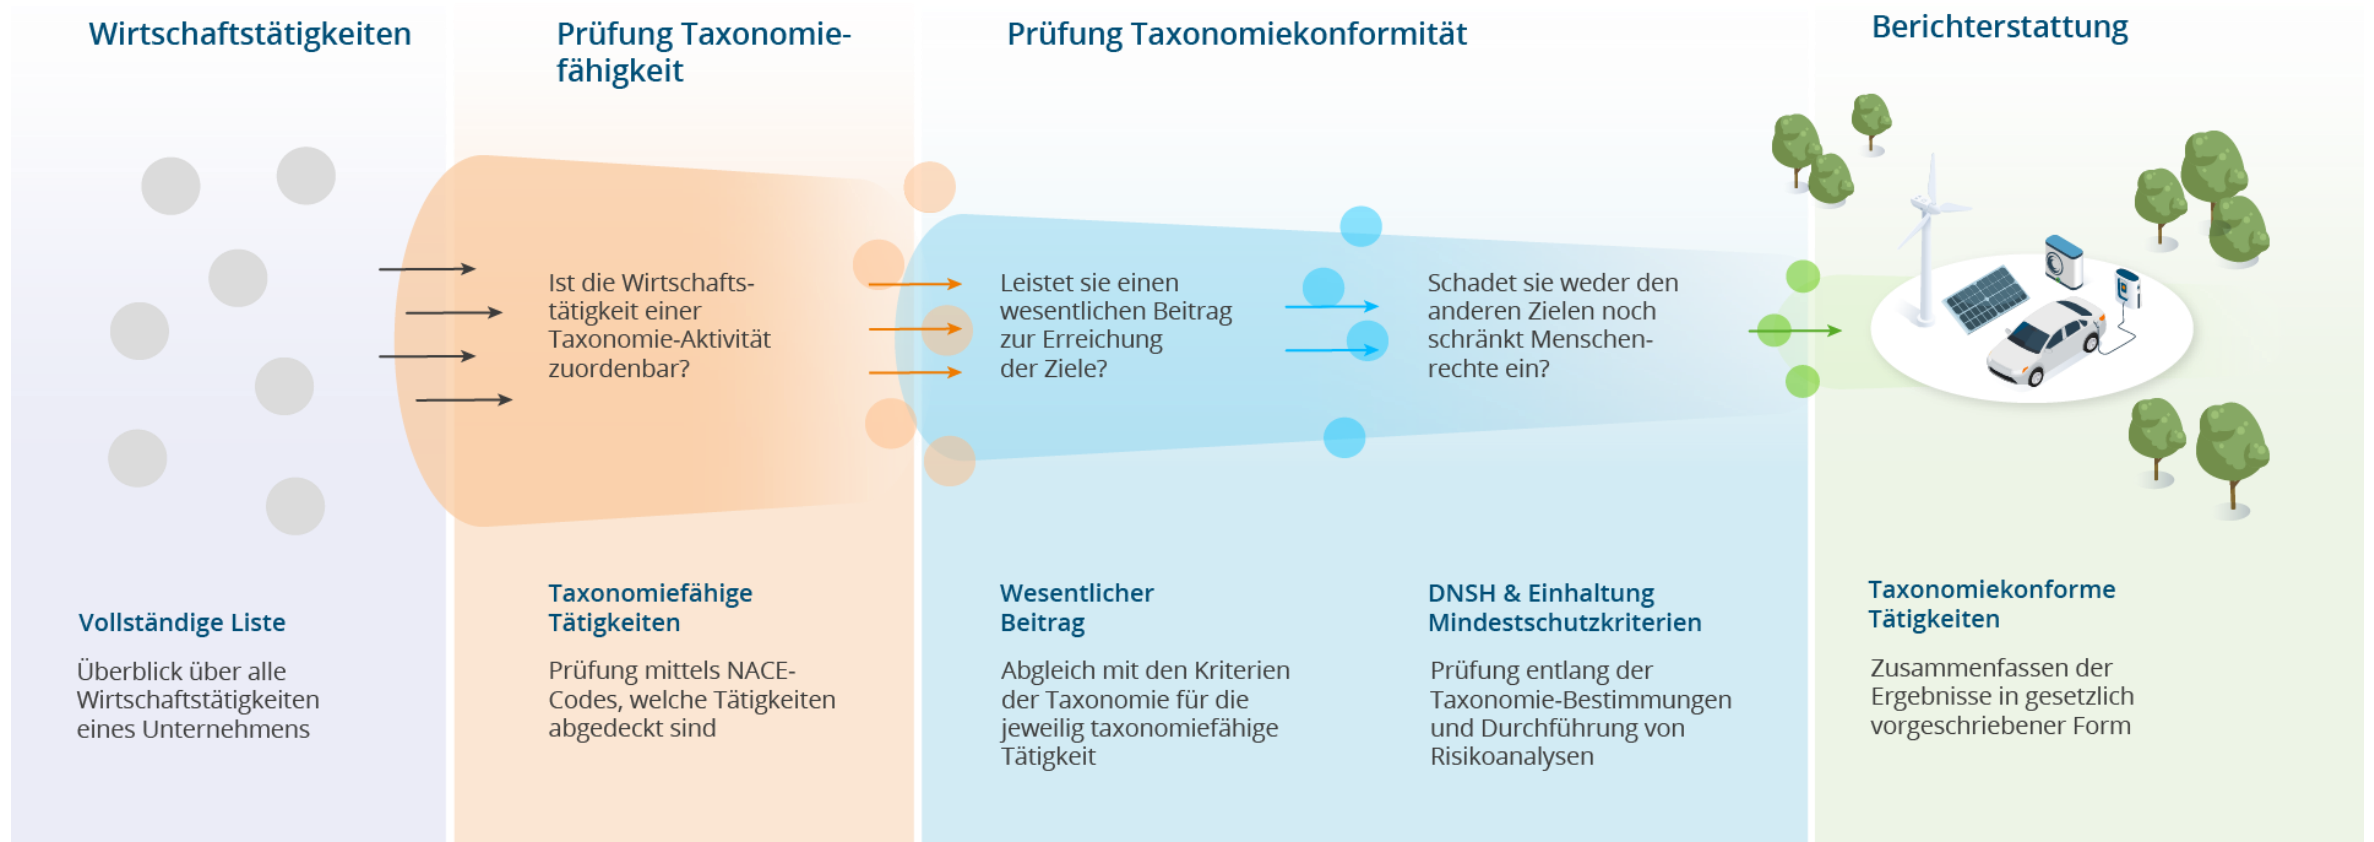 Wirtschaftstätigkeiten
Prüfung Taxonomie-
fähigkeit
Prüfung Taxonomiekonformität
Berichterstattung
Ist die Wirtschafts-
tätigkeit einer
Taxonomie-Aktivität
zuordenbar?
Leistet sie einen
wesentlichen Beitrag
zur Erreichung
der Ziele?
Schadet sie weder den
anderen Zielen noch
schränkt Menschen-
rechte ein?
Vollständige Liste
Überblick über alle
Wirtschaftstätigkeiten
eines Unternehmens
Taxonomiefähige
Tätigkeiten
Prüfung mittels NACE-
Codes, welche Tätigkeiten
abgedeckt sind
Wesentlicher
Beitrag
Abgleich mit den Kriterien
der Taxonomie für die
jeweilig taxonomiefähige
Tätigkeit
DNSH & Einhaltung
Mindestschutzkriterien
Prüfung entlang der
Taxonomie-Bestimmungen
und Durchführung von
Risikoanalysen
Taxonomiekonforme
Tätigkeiten
Zusammenfassen der
Ergebnisse in gesetzlich
vorgeschriebener Form